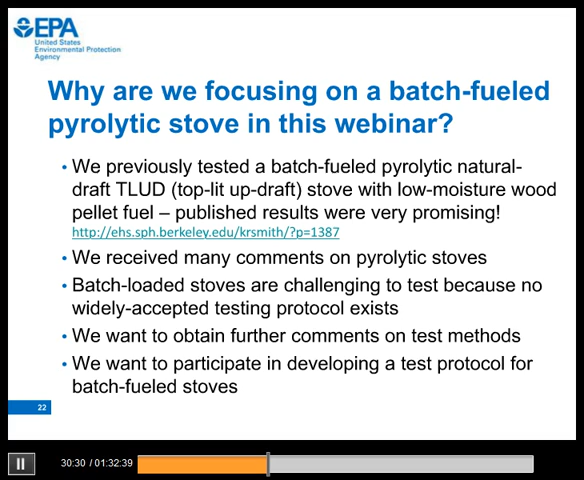 EPA
United States
Environmental Protection
Agency
Why are we focusing on a batch-fueled
pyrolytic stove in this webinar?
• We previously tested a batch-fueled pyrolytic natural-
draft TLUD (top-lit up-draft) stove with low-moisture wood
pellet fuel – published results were very promising!
http://ehs.sph.berkeley.edu/krsmith/?p=1387
• We received many comments on pyrolytic stoves
• Batch-loaded stoves are challenging to test because no
widely-accepted testing protocol exists
• We want to obtain further comments on test methods
• We want to participate in developing a test protocol for
batch-fueled stoves
22
30:30 / 01:32:39